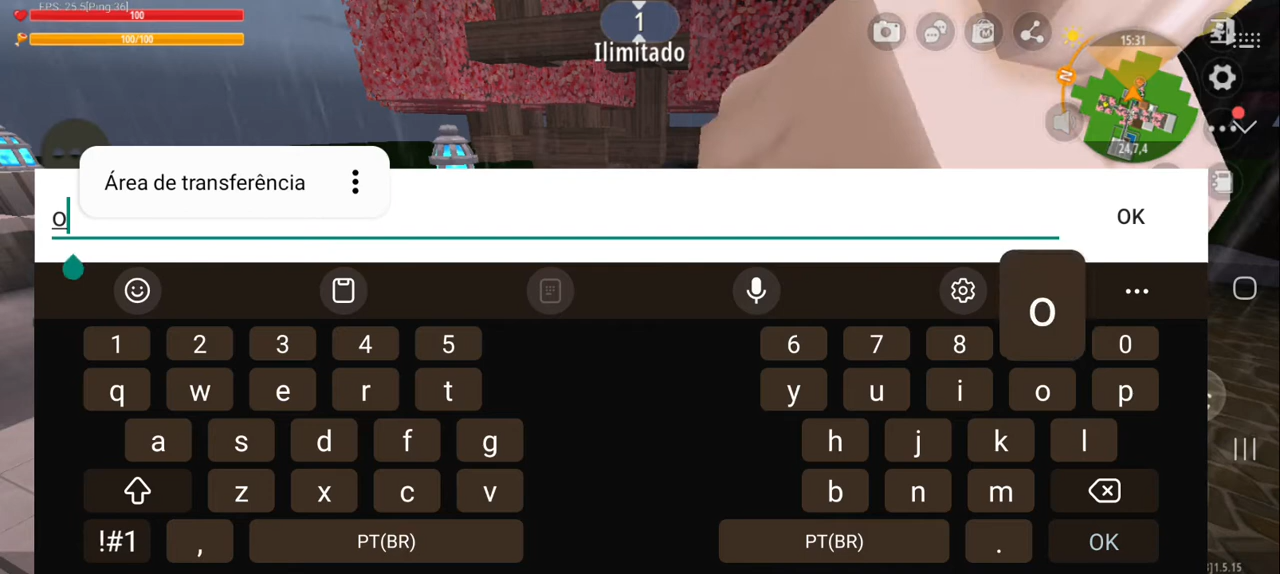 FPS: 25.5[Ping 36]
100
100/100
1
Ilimitado
15:31
N
M
24,7,4
Área de transferência
o
OK
o
1 2 3 4 5 6 7 8 0
q w e r t y u i o p
a s d f g h j k l
z x c v b n m
!#1 , PT(BR) PT(BR) . OK
]1.5.15